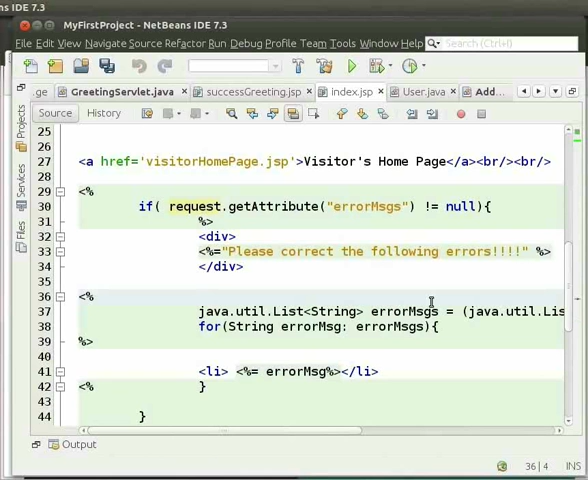 ns IDE 7.3
MyFirstProject - NetBeans IDE 7.3
File Edit View Navigate Source Refactor Run Debug Profile Team Tools Window Help
Search (Ctrl+I)
GreetingServlet.java
successGreeting.jsp
index.jsp
User.java
Add...
Source
History
Projects
Services
Files
25
26
27 <a href='visitorHomePage.jsp'>Visitor's Home Page</a><br/><br/>
28
29 <%
30 if( request.getAttribute("errorMsgs") != null){
31 %>
32 <div>
33 <%="Please correct the following errors!!!!" %>
34 </div>
35
36 <%
37 java.util.List<String> errorMsgs = (java.util.Lis
38 for(String errorMsg: errorMsgs){
39 %>
40
41 <li> <%= errorMsg%></li>
42 <% }
43
44 }
Output
36 | 4
INS